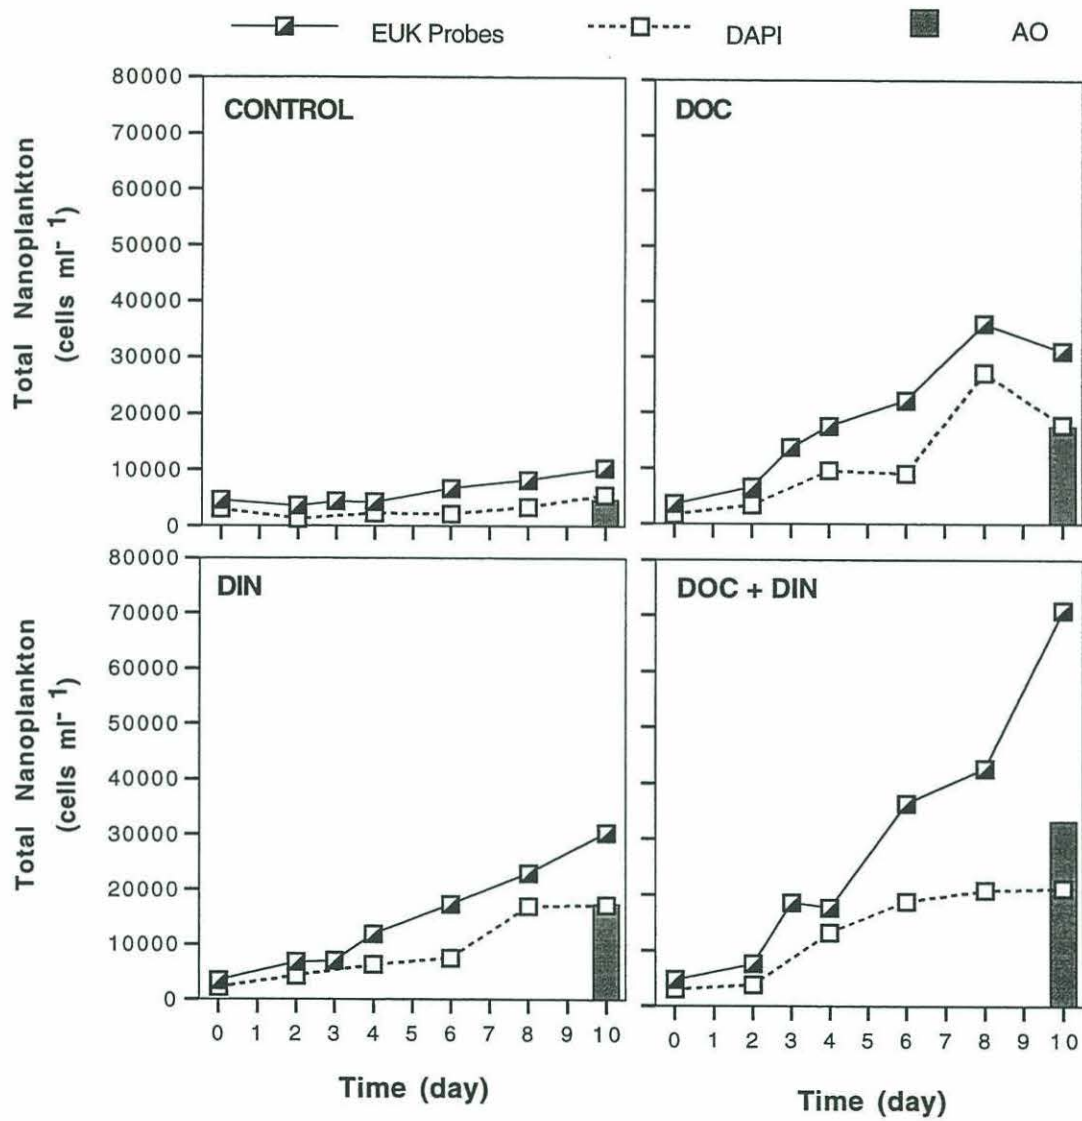 EUK Probes DAPI AO
CONTROL
DOC
80000
70000
60000
50000
40000
30000
20000
10000
0
Total Nanoplankton
(cells ml⁻¹)
DIN
DOC + DIN
80000
70000
60000
50000
40000
30000
20000
10000
0
Total Nanoplankton
(cells ml⁻¹)
0 1 2 3 4 5 6 7 8 9 10
0 1 2 3 4 5 6 7 8 9 10
Time (day)
Time (day)